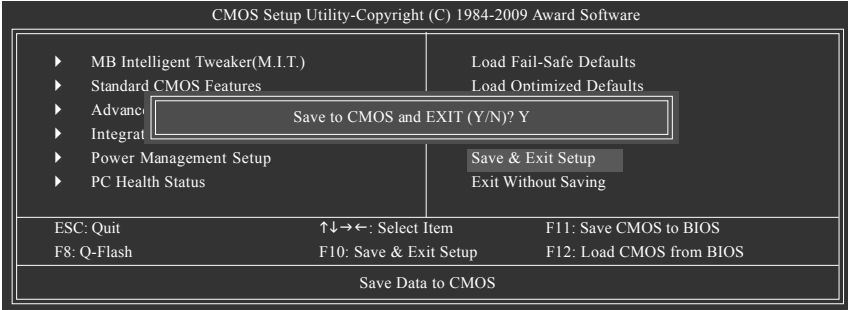 CMOS Setup Utility-Copyright (C) 1984-2009 Award Software
MB Intelligent Tweaker(M.I.T.)
Standard CMOS Features
Advanc
Integrat
Power Management Setup
PC Health Status
Load Fail-Safe Defaults
Load Optimized Defaults
Save & Exit Setup
Exit Without Saving
Save to CMOS and EXIT (Y/N)? Y
ESC: Quit ↑↓→←: Select Item F11: Save CMOS to BIOS
F8: Q-Flash F10: Save & Exit Setup F12: Load CMOS from BIOS
Save Data to CMOS